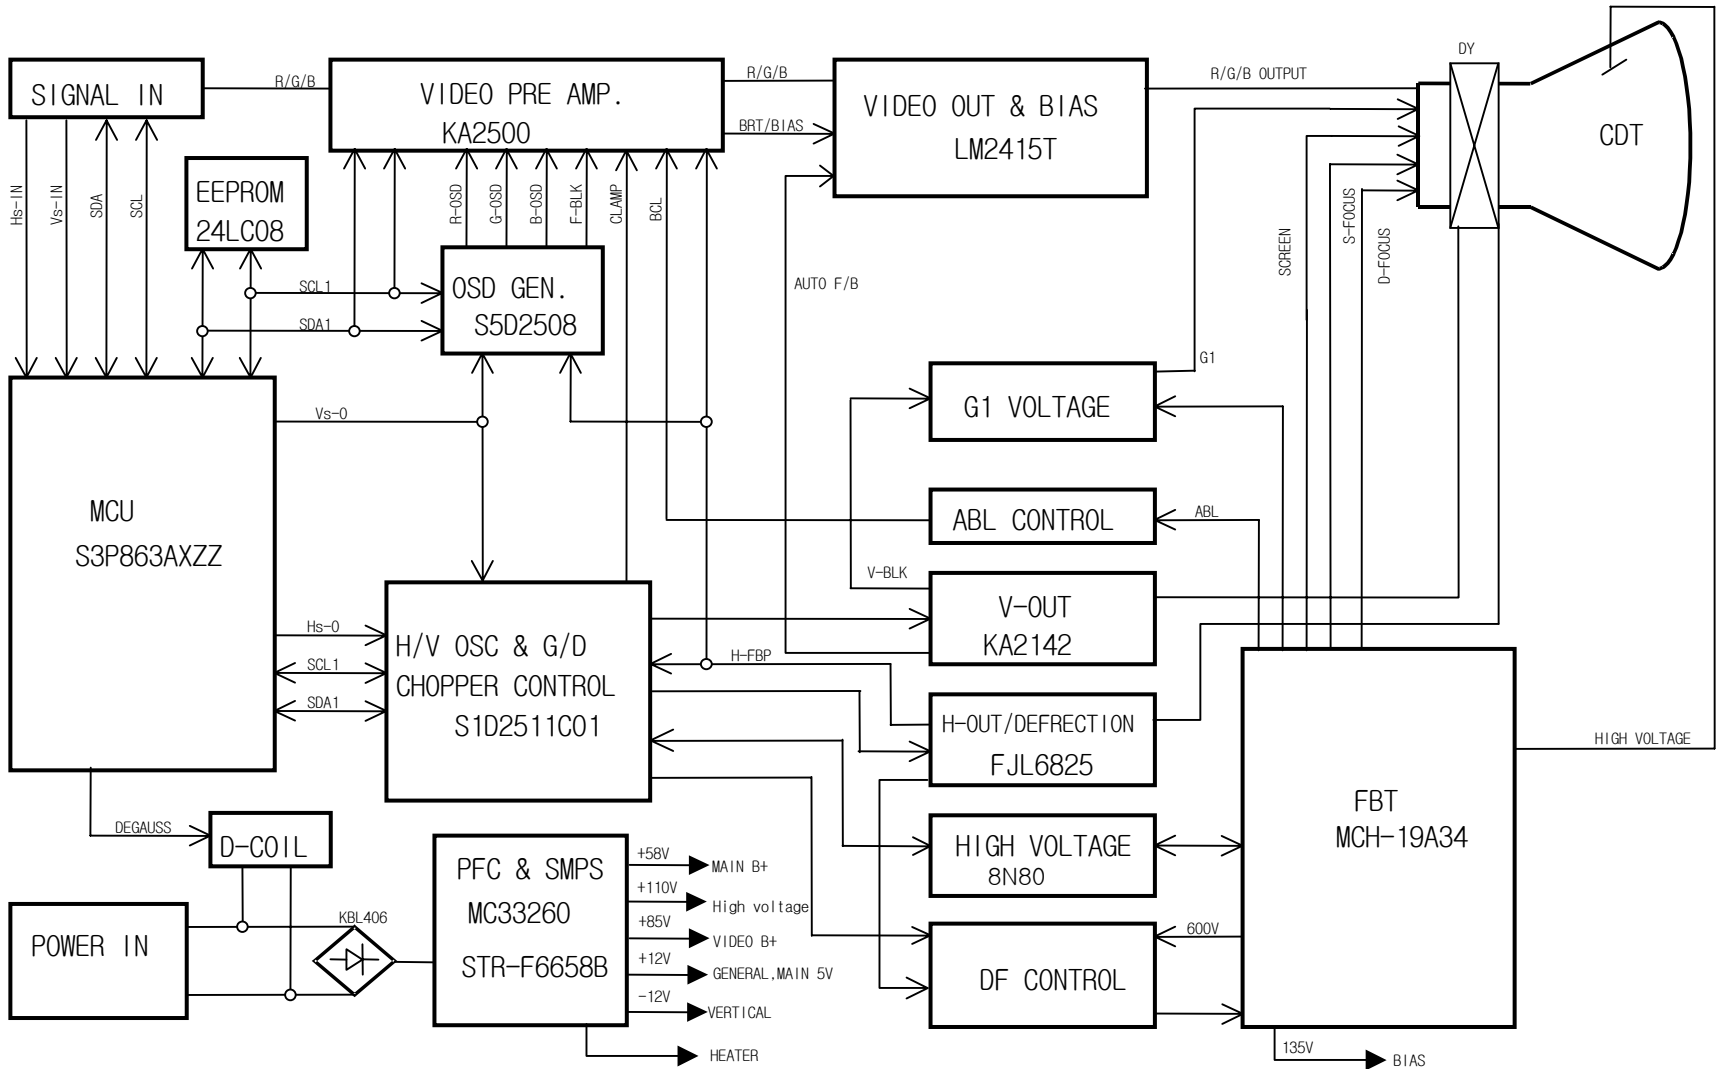 DY
SIGNAL IN
R/G/B
VIDEO PRE AMP.
KA2500
R/G/B
BRT/BIAS
VIDEO OUT & BIAS
LM2415T
R/G/B OUTPUT
CDT
Hs-IN
Vs-IN
SDA
SCL
EEPROM
24LC08
R-OSD
G-OSD
B-OSD
F-BLK
CLAMP
BCL
SCREEN
S-FOCUS
D-FOCUS
SCL1
SDA1
OSD GEN.
S5D2508
AUTO F/B
G1
G1 VOLTAGE
Vs-O
MCU
S3P863AXZZ
ABL CONTROL
ABL
V-BLK
V-OUT
KA2142
Hs-O
SCL1
SDA1
H/V OSC & G/D
CHOPPER CONTROL
S1D2511C01
H-FBP
H-OUT/DEFRECTION
FJL6825
HIGH VOLTAGE
FBT
MCH-19A34
DEGAUSS
D-COIL
HIGH VOLTAGE
8N80
PFC & SMPS
MC33260
STR-F6658B
+58V
MAIN B+
+110V
High voltage
+85V
VIDEO B+
+12V
GENERAL,MAIN 5V
-12V
VERTICAL
HEATER
POWER IN
KBL406
600V
DF CONTROL
135V
BIAS